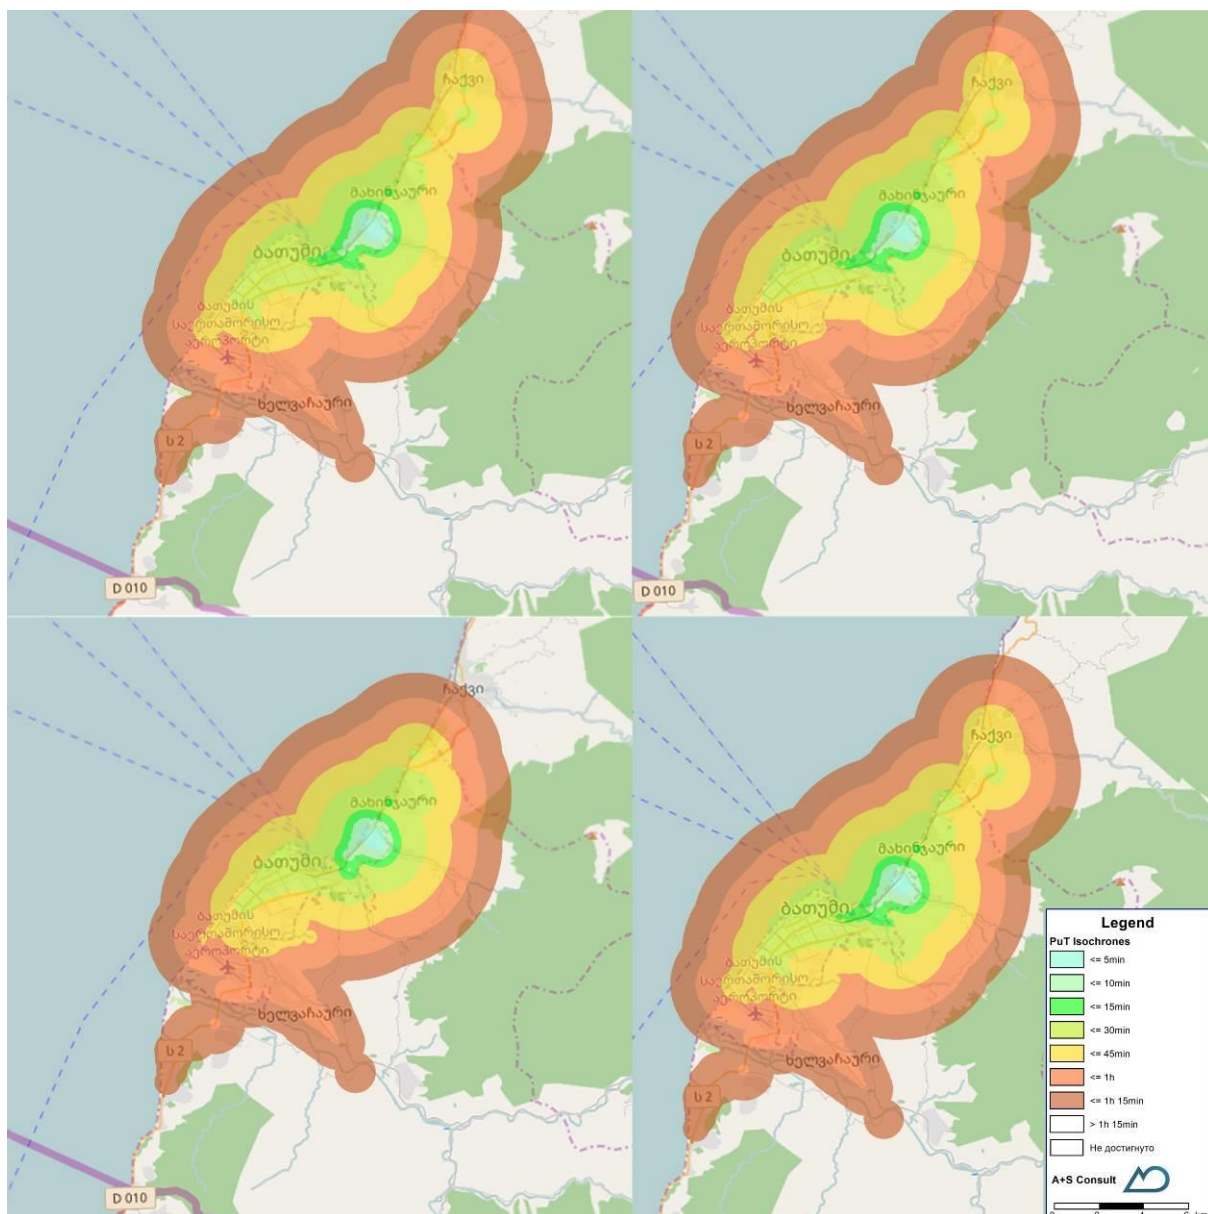 ჩაქვი
მახინჯაური
ბათუმი
ბათუმის
საერთაშორისო
აეროპორტი
ხელვაჩაური
ს 2
D 010
ჩაქვი
მახინჯაური
ბათუმი
ბათუმის
საერთაშორისო
აეროპორტი
ხელვაჩაური
ს 2
D 010
ჩაქვი
მახინჯაური
ბათუმი
ბათუმის
საერთაშორისო
აეროპორტი
ხელვაჩაური
ს 2
D 010
ჩაქვი
მახინჯაური
ბათუმი
ბათუმის
საერთაშორისო
აეროპორტი
ხელვაჩაური
ს 2
Legend
PuT Isochrones
<= 5min
<= 10min
<= 15min
<= 30min
<= 45min
<= 1h
<= 1h 15min
> 1h 15min
Не достигнуто
A+S Consult